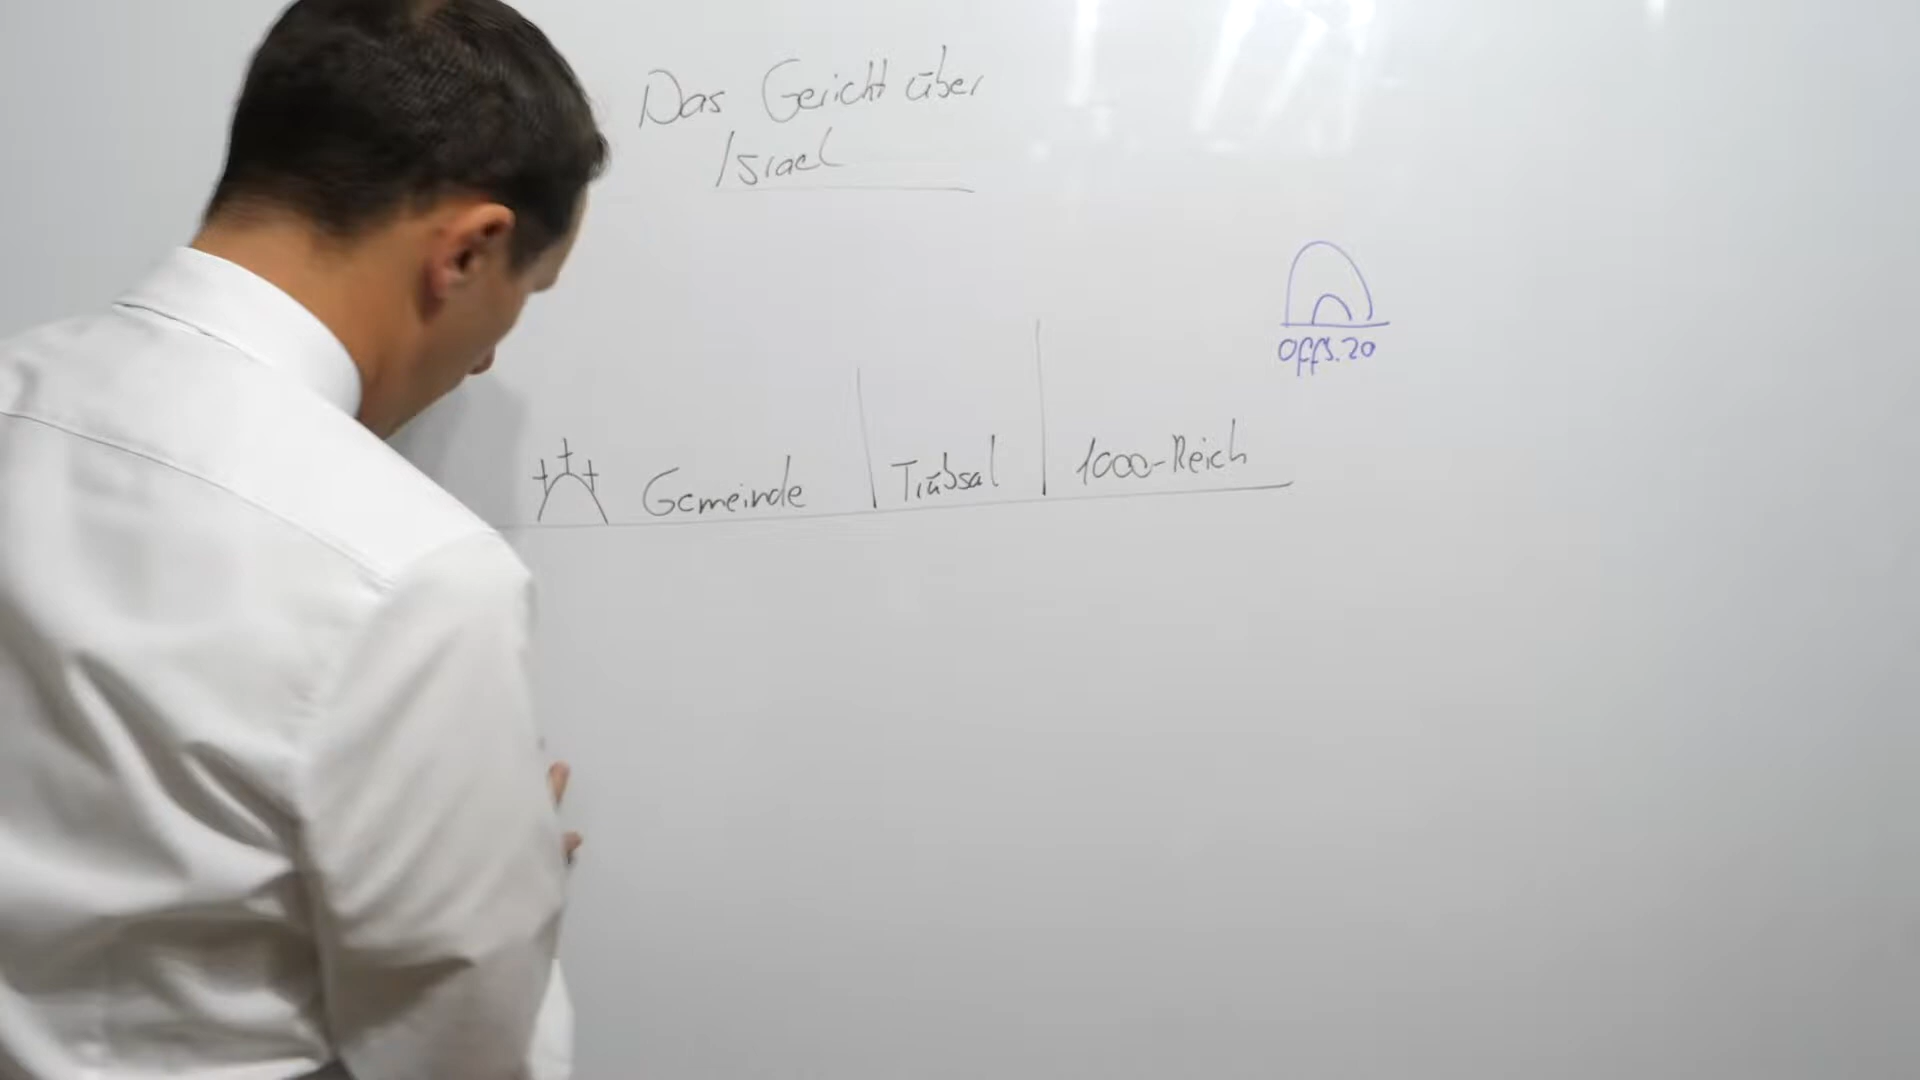 Das Gericht über
Israel
Offb.20
Gemeinde
Trübsal
1000-Reich